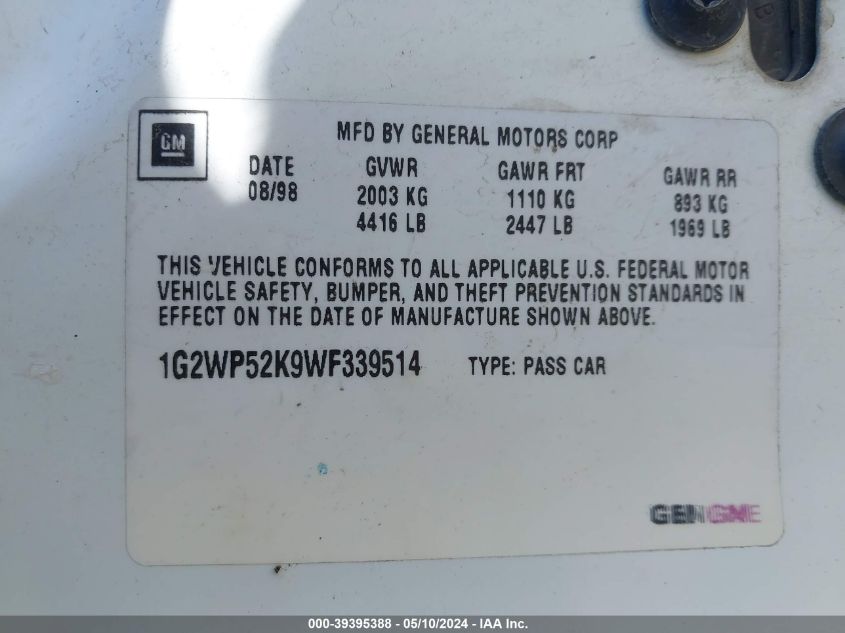 GM
MFD BY GENERAL MOTORS CORP
DATE GVWR GAWR FRT GAWR RR
08/98 2003 KG 1110 KG 893 KG
4416 LB 2447 LB 1969 LB
THIS VEHICLE CONFORMS TO ALL APPLICABLE U.S. FEDERAL MOTOR
VEHICLE SAFETY, BUMPER, AND THEFT PREVENTION STANDARDS IN
EFFECT ON THE DATE OF MANUFACTURE SHOWN ABOVE.
1G2WP52K9WF339514 TYPE: PASS CAR
000-39395388 - 05/10/2024 - IAA Inc.